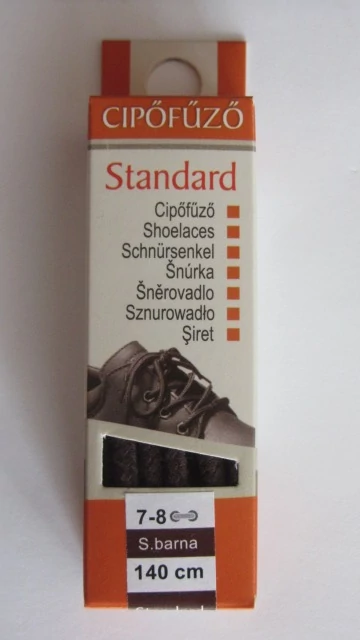 CIPŐFŰZŐ
Standard
Cipőfűző
Shoelaces
Schnürsenkel
Šnúrka
Šněrovadlo
Sznurowadło
Şiret
7-8
S.barna
140 cm